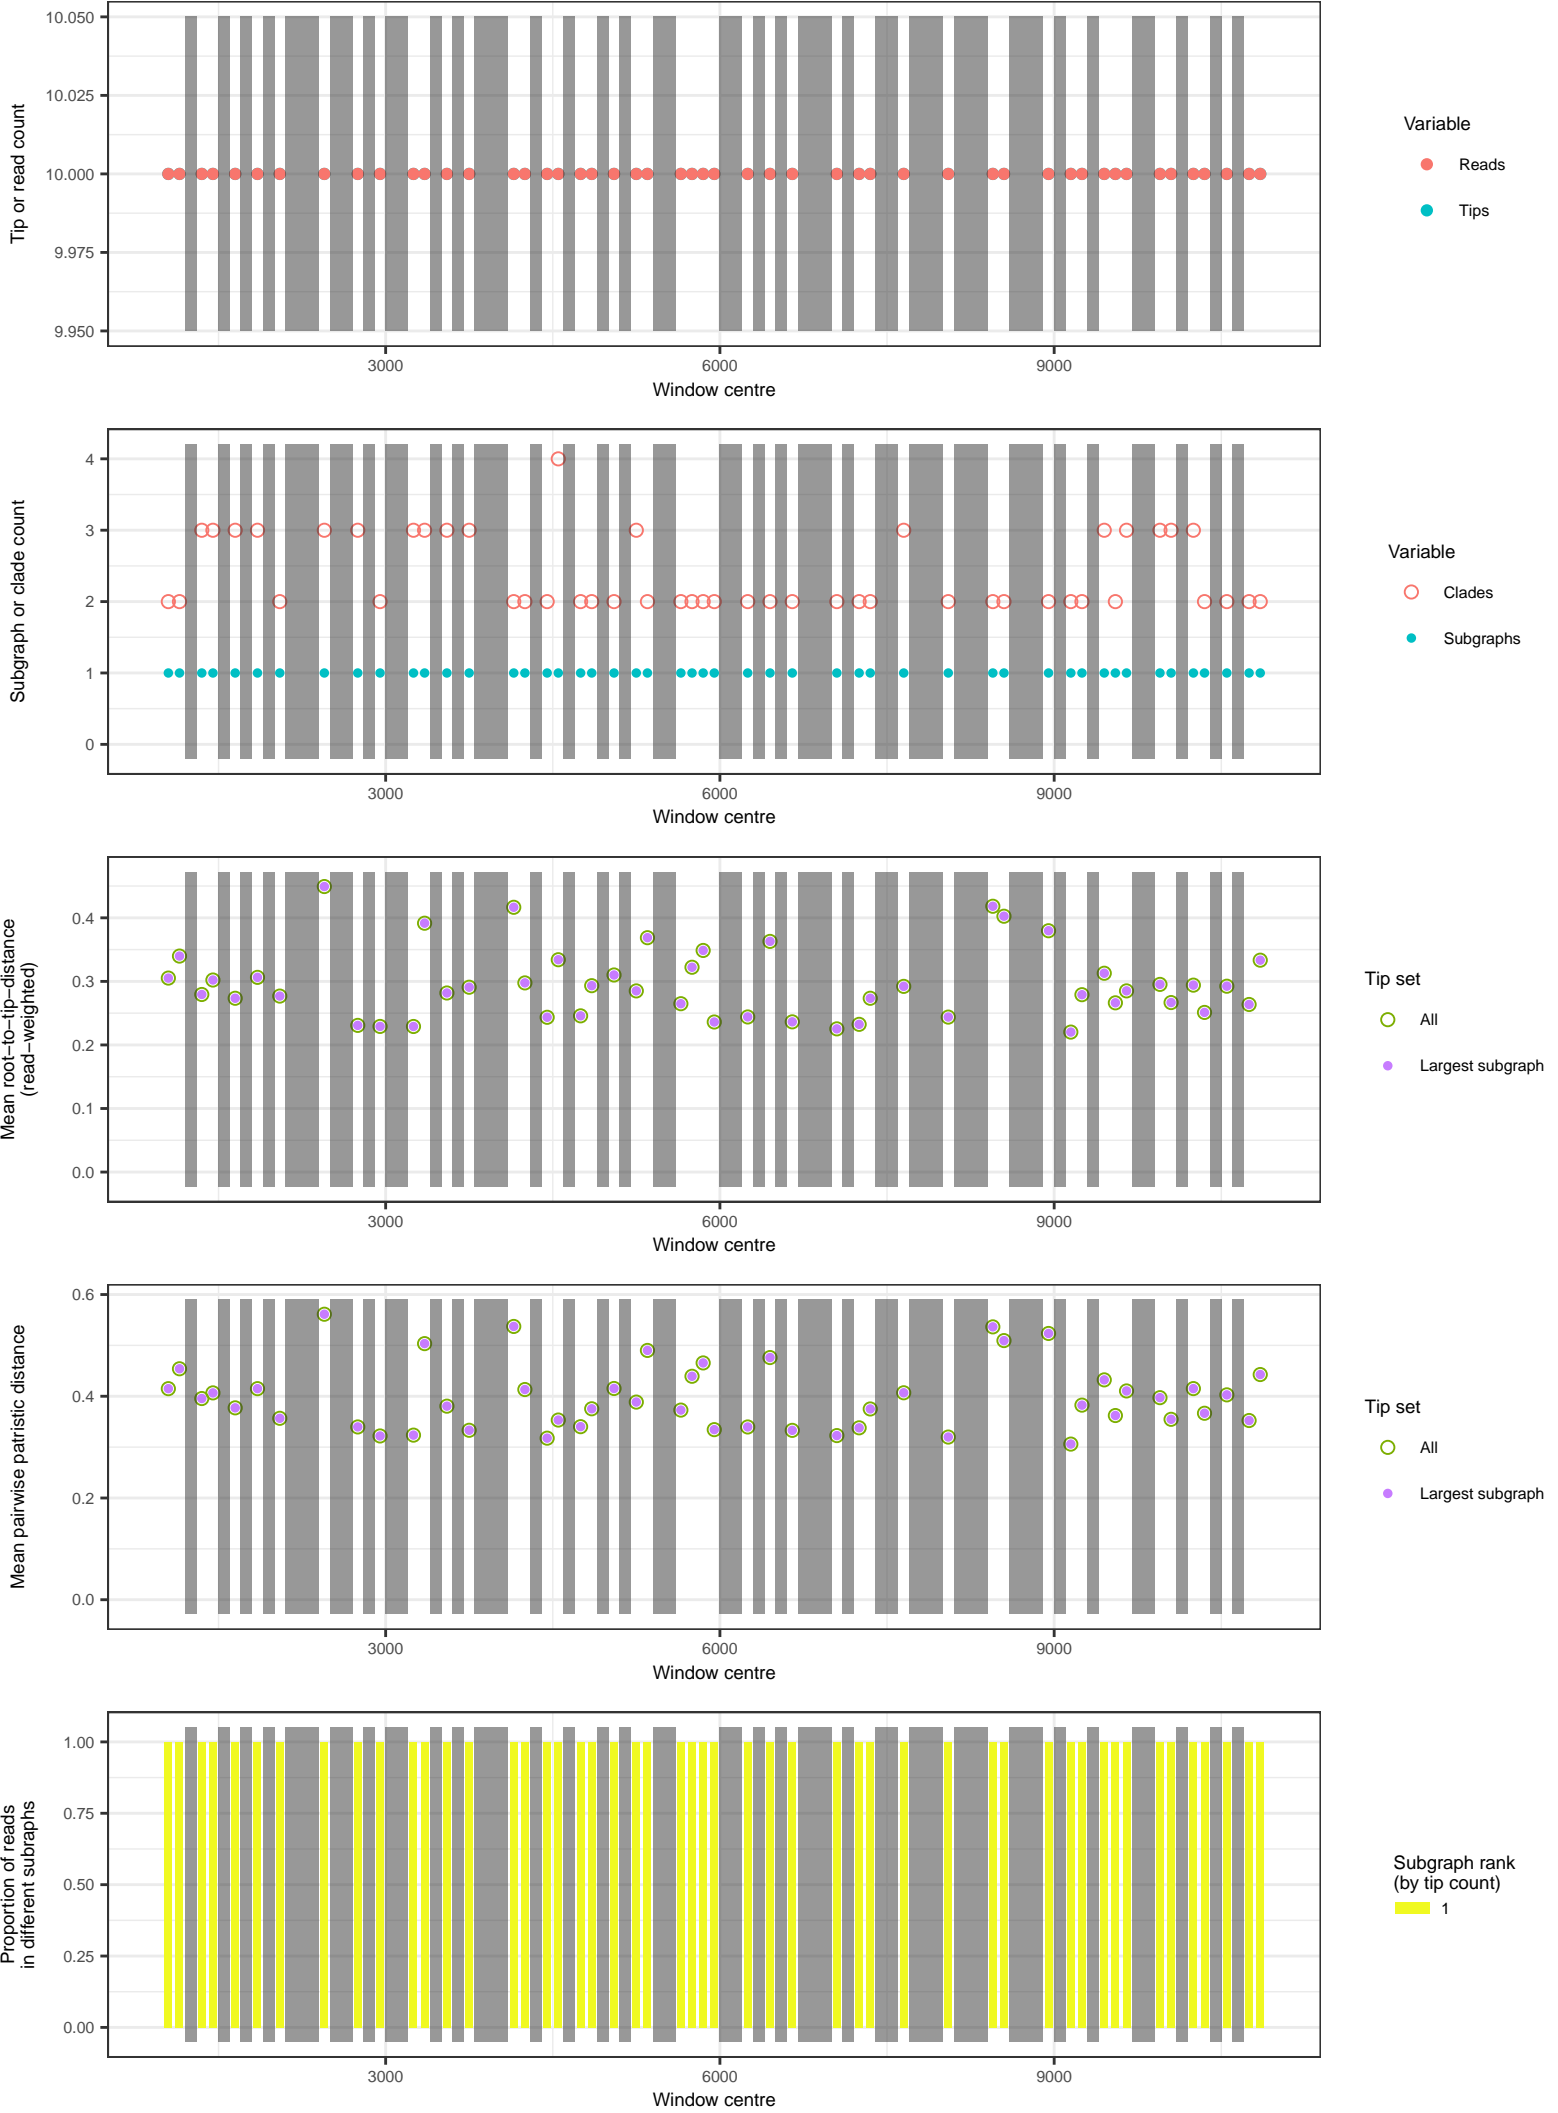 10.050
10.025
10.000
9.975
9.950
Tip or read count
3000
6000
9000
Window centre
Variable
Reads
Tips
4
3
2
1
0
Subgraph or clade count
3000
6000
9000
Window centre
Variable
Clades
Subgraphs
0.4
0.3
0.2
0.1
0.0
Mean root−to−tip−distance
(read−weighted)
3000
6000
9000
Window centre
Tip set
All
Largest subgraph
0.6
0.4
0.2
0.0
Mean pairwise patristic distance
3000
6000
9000
Window centre
Tip set
All
Largest subgraph
1.00
0.75
0.50
0.25
0.00
Proportion of reads
in different subraphs
3000
6000
9000
Window centre
Subgraph rank
(by tip count)
1